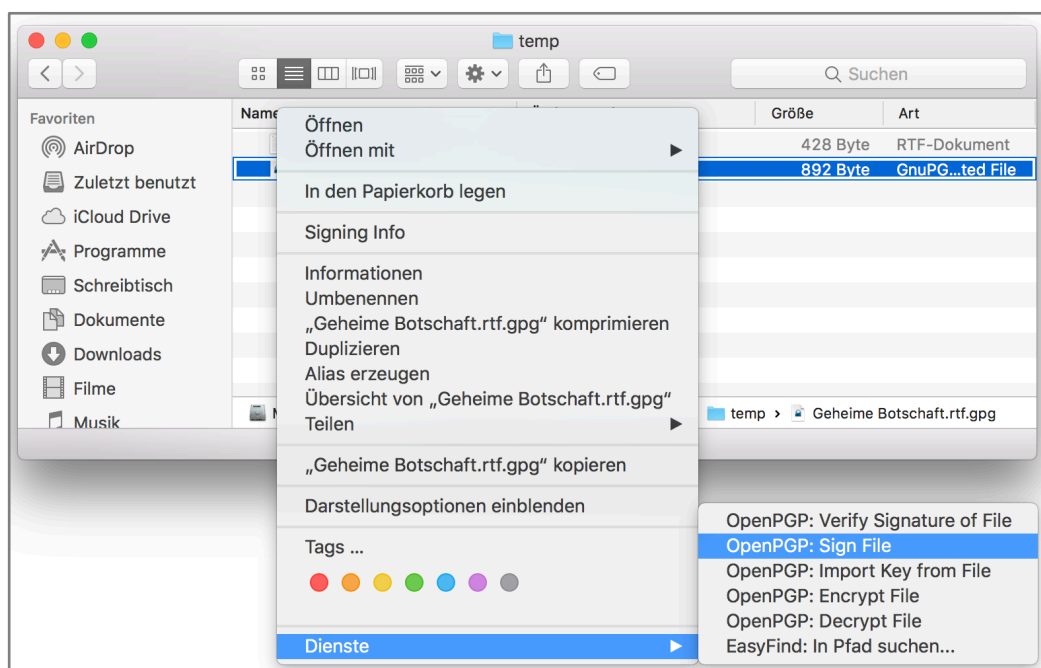 temp
Suchen
Favoriten
AirDrop
Zuletzt benutzt
iCloud Drive
Programme
Schreibtisch
Dokumente
Downloads
Filme
Musik
Name
Größe
Art
428 Byte
RTF-Dokument
892 Byte
GnuPG...ted File
temp › Geheime Botschaft.rtf.gpg
Öffnen
Öffnen mit
In den Papierkorb legen
Signing Info
Informationen
Umbenennen
„Geheime Botschaft.rtf.gpg“ komprimieren
Duplizieren
Alias erzeugen
Übersicht von „Geheime Botschaft.rtf.gpg“
Teilen
„Geheime Botschaft.rtf.gpg“ kopieren
Darstellungsoptionen einblenden
Tags ...
Dienste
OpenPGP: Verify Signature of File
OpenPGP: Sign File
OpenPGP: Import Key from File
OpenPGP: Encrypt File
OpenPGP: Decrypt File
EasyFind: In Pfad suchen...